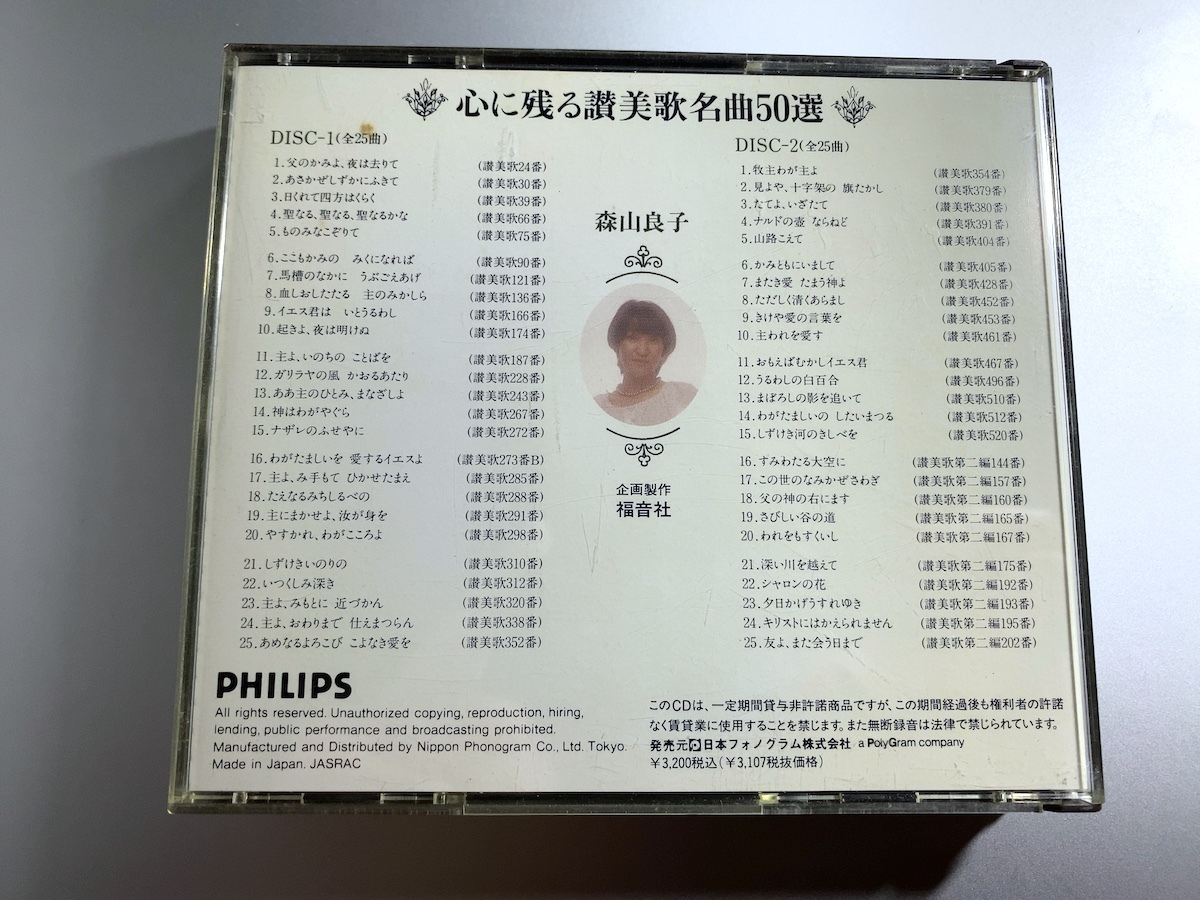 心に残る讃美歌名曲50選
DISC-1(全25曲)
1.父のかみよ、夜は去りて (讃美歌24番)
2.あさかぜしずかにふきて (讃美歌30番)
3.日くれて四方はくらく (讃美歌39番)
4.聖なる、聖なる、聖なるかな (讃美歌66番)
5.ものみなこぞりて (讃美歌75番)
6.ここもかみの みくになれば (讃美歌90番)
7.馬槽のなかに うぶごえあげ (讃美歌121番)
8.血しおしたたる 主のみかしら (讃美歌136番)
9.イエス君は いとうるわし (讃美歌166番)
10.起きよ、夜は明けぬ (讃美歌174番)
11.主よ、いのちの ことばを (讃美歌187番)
12.ガリラヤの風 かおるあたり (讃美歌228番)
13.ああ主のひとみ、まなざしよ (讃美歌243番)
14.神はわがやぐら (讃美歌267番)
15.ナザレのふせやに (讃美歌272番)
16.わがたましいを 愛するイエスよ (讃美歌273番B)
17.主よ、み手もて ひかせたまえ (讃美歌285番)
18.たえなるみちしるべの (讃美歌288番)
19.主にまかせよ、汝が身を (讃美歌291番)
20.やすかれ、わがこころよ (讃美歌298番)
21.しずけきいのりの (讃美歌310番)
22.いつくしみ深き (讃美歌312番)
23.主よ、みもとに 近づかん (讃美歌320番)
24.主よ、おわりまで 仕えまつらん (讃美歌338番)
25.あめなるよろこび こよなき愛を (讃美歌352番)
森山良子
企画製作
福音社
DISC-2(全25曲)
1.牧主わが主よ (讃美歌354番)
2.見よや、十字架の 旗たかし (讃美歌379番)
3.たてよ、いざたて (讃美歌380番)
4.ナルドの壺 ならねど (讃美歌391番)
5.山路こえて (讃美歌404番)
6.かみともにいまして (讃美歌405番)
7.またき愛 たまう神よ (讃美歌428番)
8.ただしく清くあらまし (讃美歌452番)
9.きけや愛の言葉を (讃美歌453番)
10.主われを愛す (讃美歌461番)
11.おもえばむかしイエス君 (讃美歌467番)
12.うるわしの白百合 (讃美歌496番)
13.まぼろしの影を追いて (讃美歌510番)
14.わがたましいの したいまつる (讃美歌512番)
15.しずけき河のきしべを (讃美歌520番)
16.すみわたる大空に (讃美歌第二編144番)
17.この世のなみかぜさわぎ (讃美歌第二編157番)
18.父の神の右にます (讃美歌第二編160番)
19.さびしい谷の道 (讃美歌第二編165番)
20.われをもすくいし (讃美歌第二編167番)
21.深い川を越えて (讃美歌第二編175番)
22.シャロンの花 (讃美歌第二編192番)
23.夕日かげうすれゆき (讃美歌第二編193番)
24.キリストにはかえられません (讃美歌第二編195番)
25.友よ、また会う日まで (讃美歌第二編202番)
PHILIPS
All rights reserved. Unauthorized copying, reproduction, hiring,
lending, public performance and broadcasting prohibited.
Manufactured and Distributed by Nippon Phonogram Co., Ltd. Tokyo.
Made in Japan. JASRAC
このCDは、一定期間貸与非許諾商品ですが、この期間経過後も権利者の許諾
なく賃貸業に使用することを禁じます。また無断録音は法律で禁じられています。
発売元 日本フォノグラム株式会社 a PolyGram company
¥3,200税込(¥3,107税抜価格)